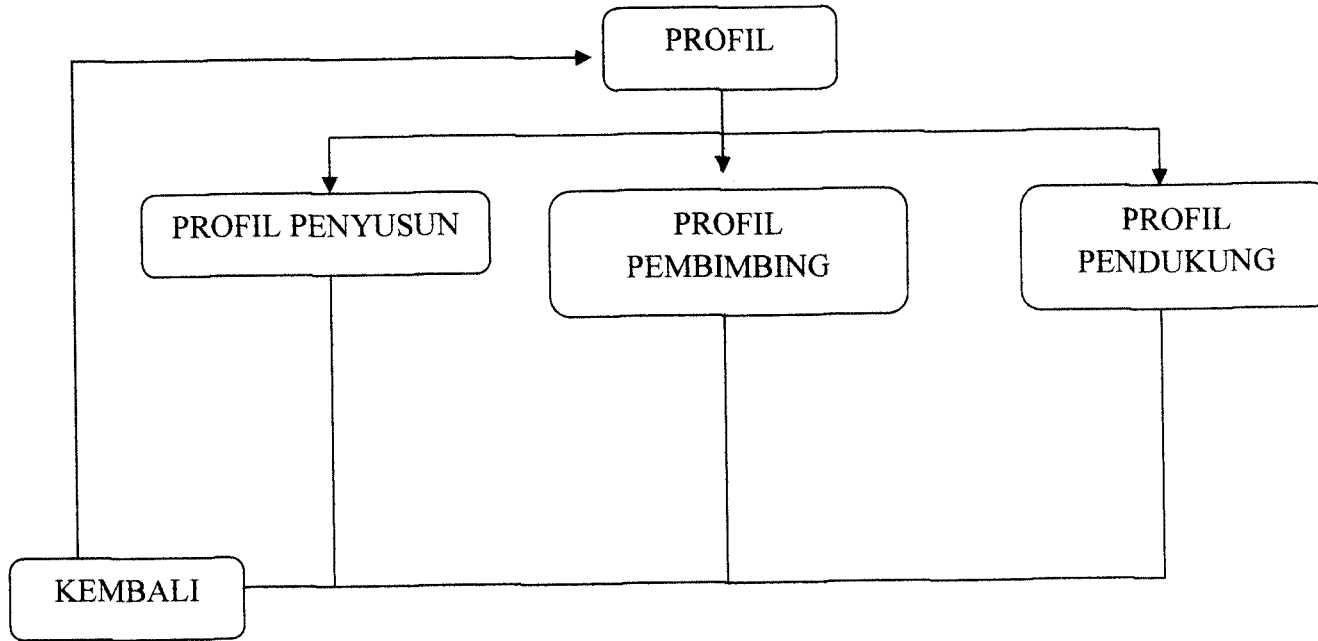 PROFIL
PROFIL PENYUSUN
PROFIL
PEMBIMBING
PROFIL
PENDUKUNG
KEMBALI